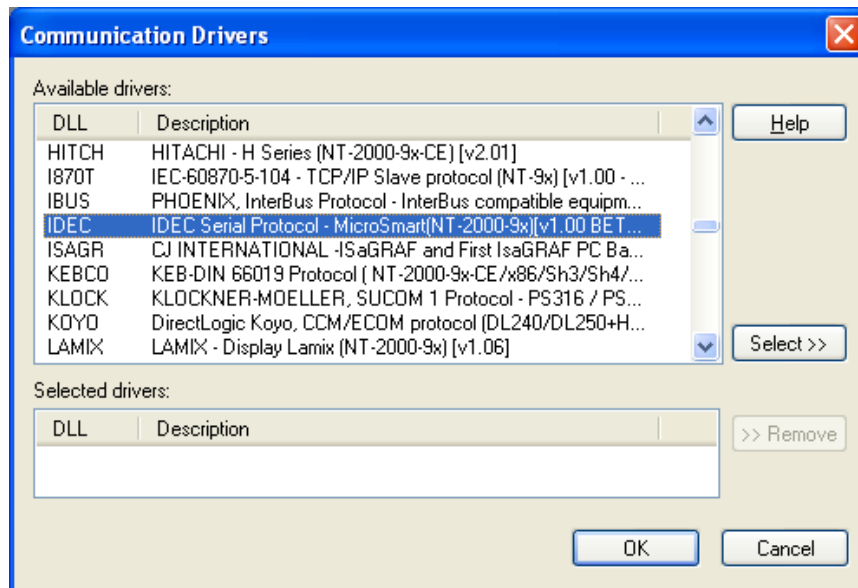 Communication Drivers
Available drivers:
DLL Description
HITCH HITACHI - H Series (NT-2000-9x-CE) [v2.01]
I870T IEC-60870-5-104 - TCP/IP Slave protocol (NT-9x) [v1.00 - ...
IBUS PHOENIX, InterBus Protocol - InterBus compatible equipm...
IDEC IDEC Serial Protocol - MicroSmart(NT-2000-9x)[v1.00 BET...
ISAGR CJ INTERNATIONAL -ISaGRAF and First IsaGRAF PC Ba...
KEBCO KEB-DIN 66019 Protocol ( NT-2000-9x-CE/x86/Sh3/Sh4/...
KLOCK KLOCKNER-MOELLER, SUCOM 1 Protocol - PS316 / PS...
KOYO DirectLogic Koyo, CCM/ECOM protocol (DL240/DL250+H...
LAMIX LAMIX - Display Lamix (NT-2000-9x) [v1.06]
Help
Select >>
Selected drivers:
DLL Description
>> Remove
OK Cancel